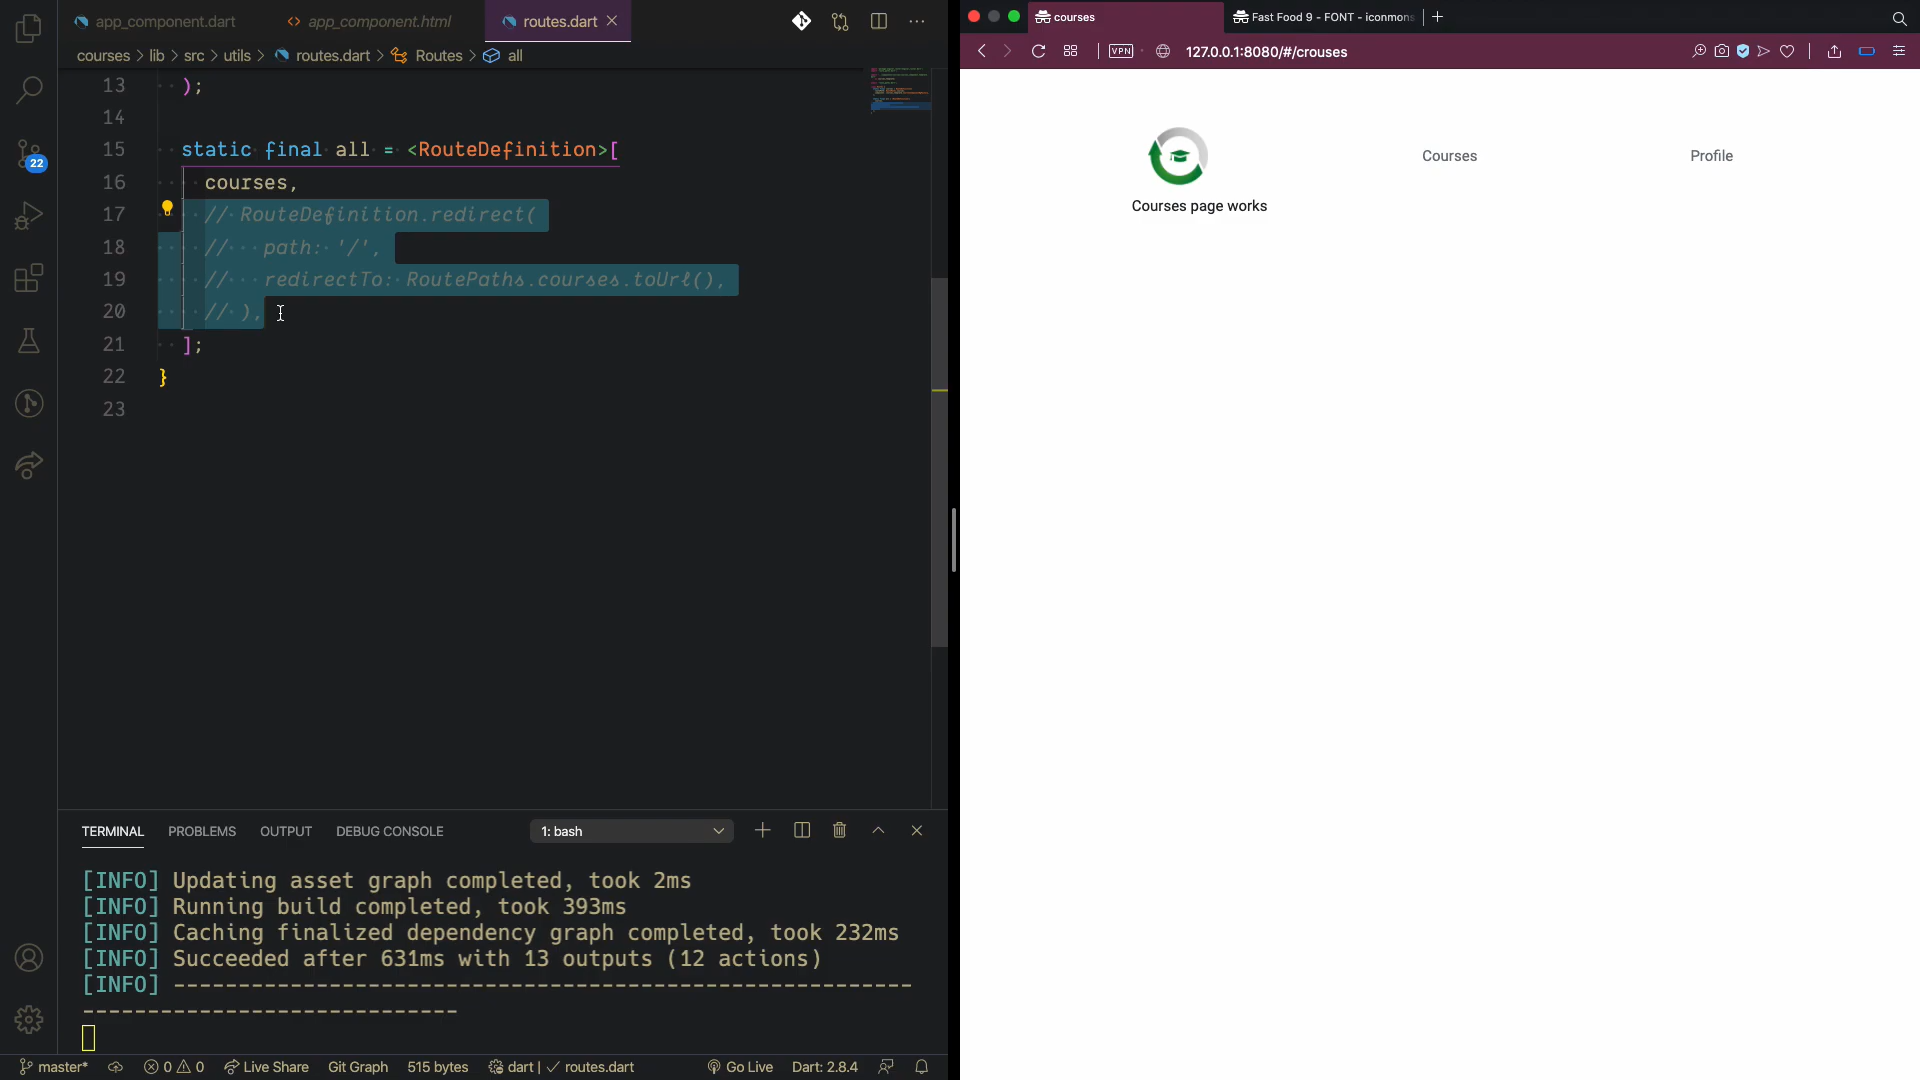 app_component.dart
app_component.html
routes.dart
courses > lib > src > utils > routes.dart > Routes > all
13 );
14
15 static final all = <RouteDefinition>[
16 courses,
17 // RouteDefinition.redirect(
18 // path: '/',
19 // redirectTo: RoutePaths.courses.toUrl(),
20 // ),
21 ];
22 }
23
22
TERMINAL PROBLEMS OUTPUT DEBUG CONSOLE 1: bash
[INFO] Updating asset graph completed, took 2ms
[INFO] Running build completed, took 393ms
[INFO] Caching finalized dependency graph completed, took 232ms
[INFO] Succeeded after 631ms with 13 outputs (12 actions)
[INFO] ---------------------------------------------------------
-----------------------------
master* 0 0 Live Share Git Graph 515 bytes dart | routes.dart Go Live Dart: 2.8.4
courses
Fast Food 9 - FONT - iconmons
VPN 127.0.0.1:8080/#/crouses
Courses Profile
Courses page works